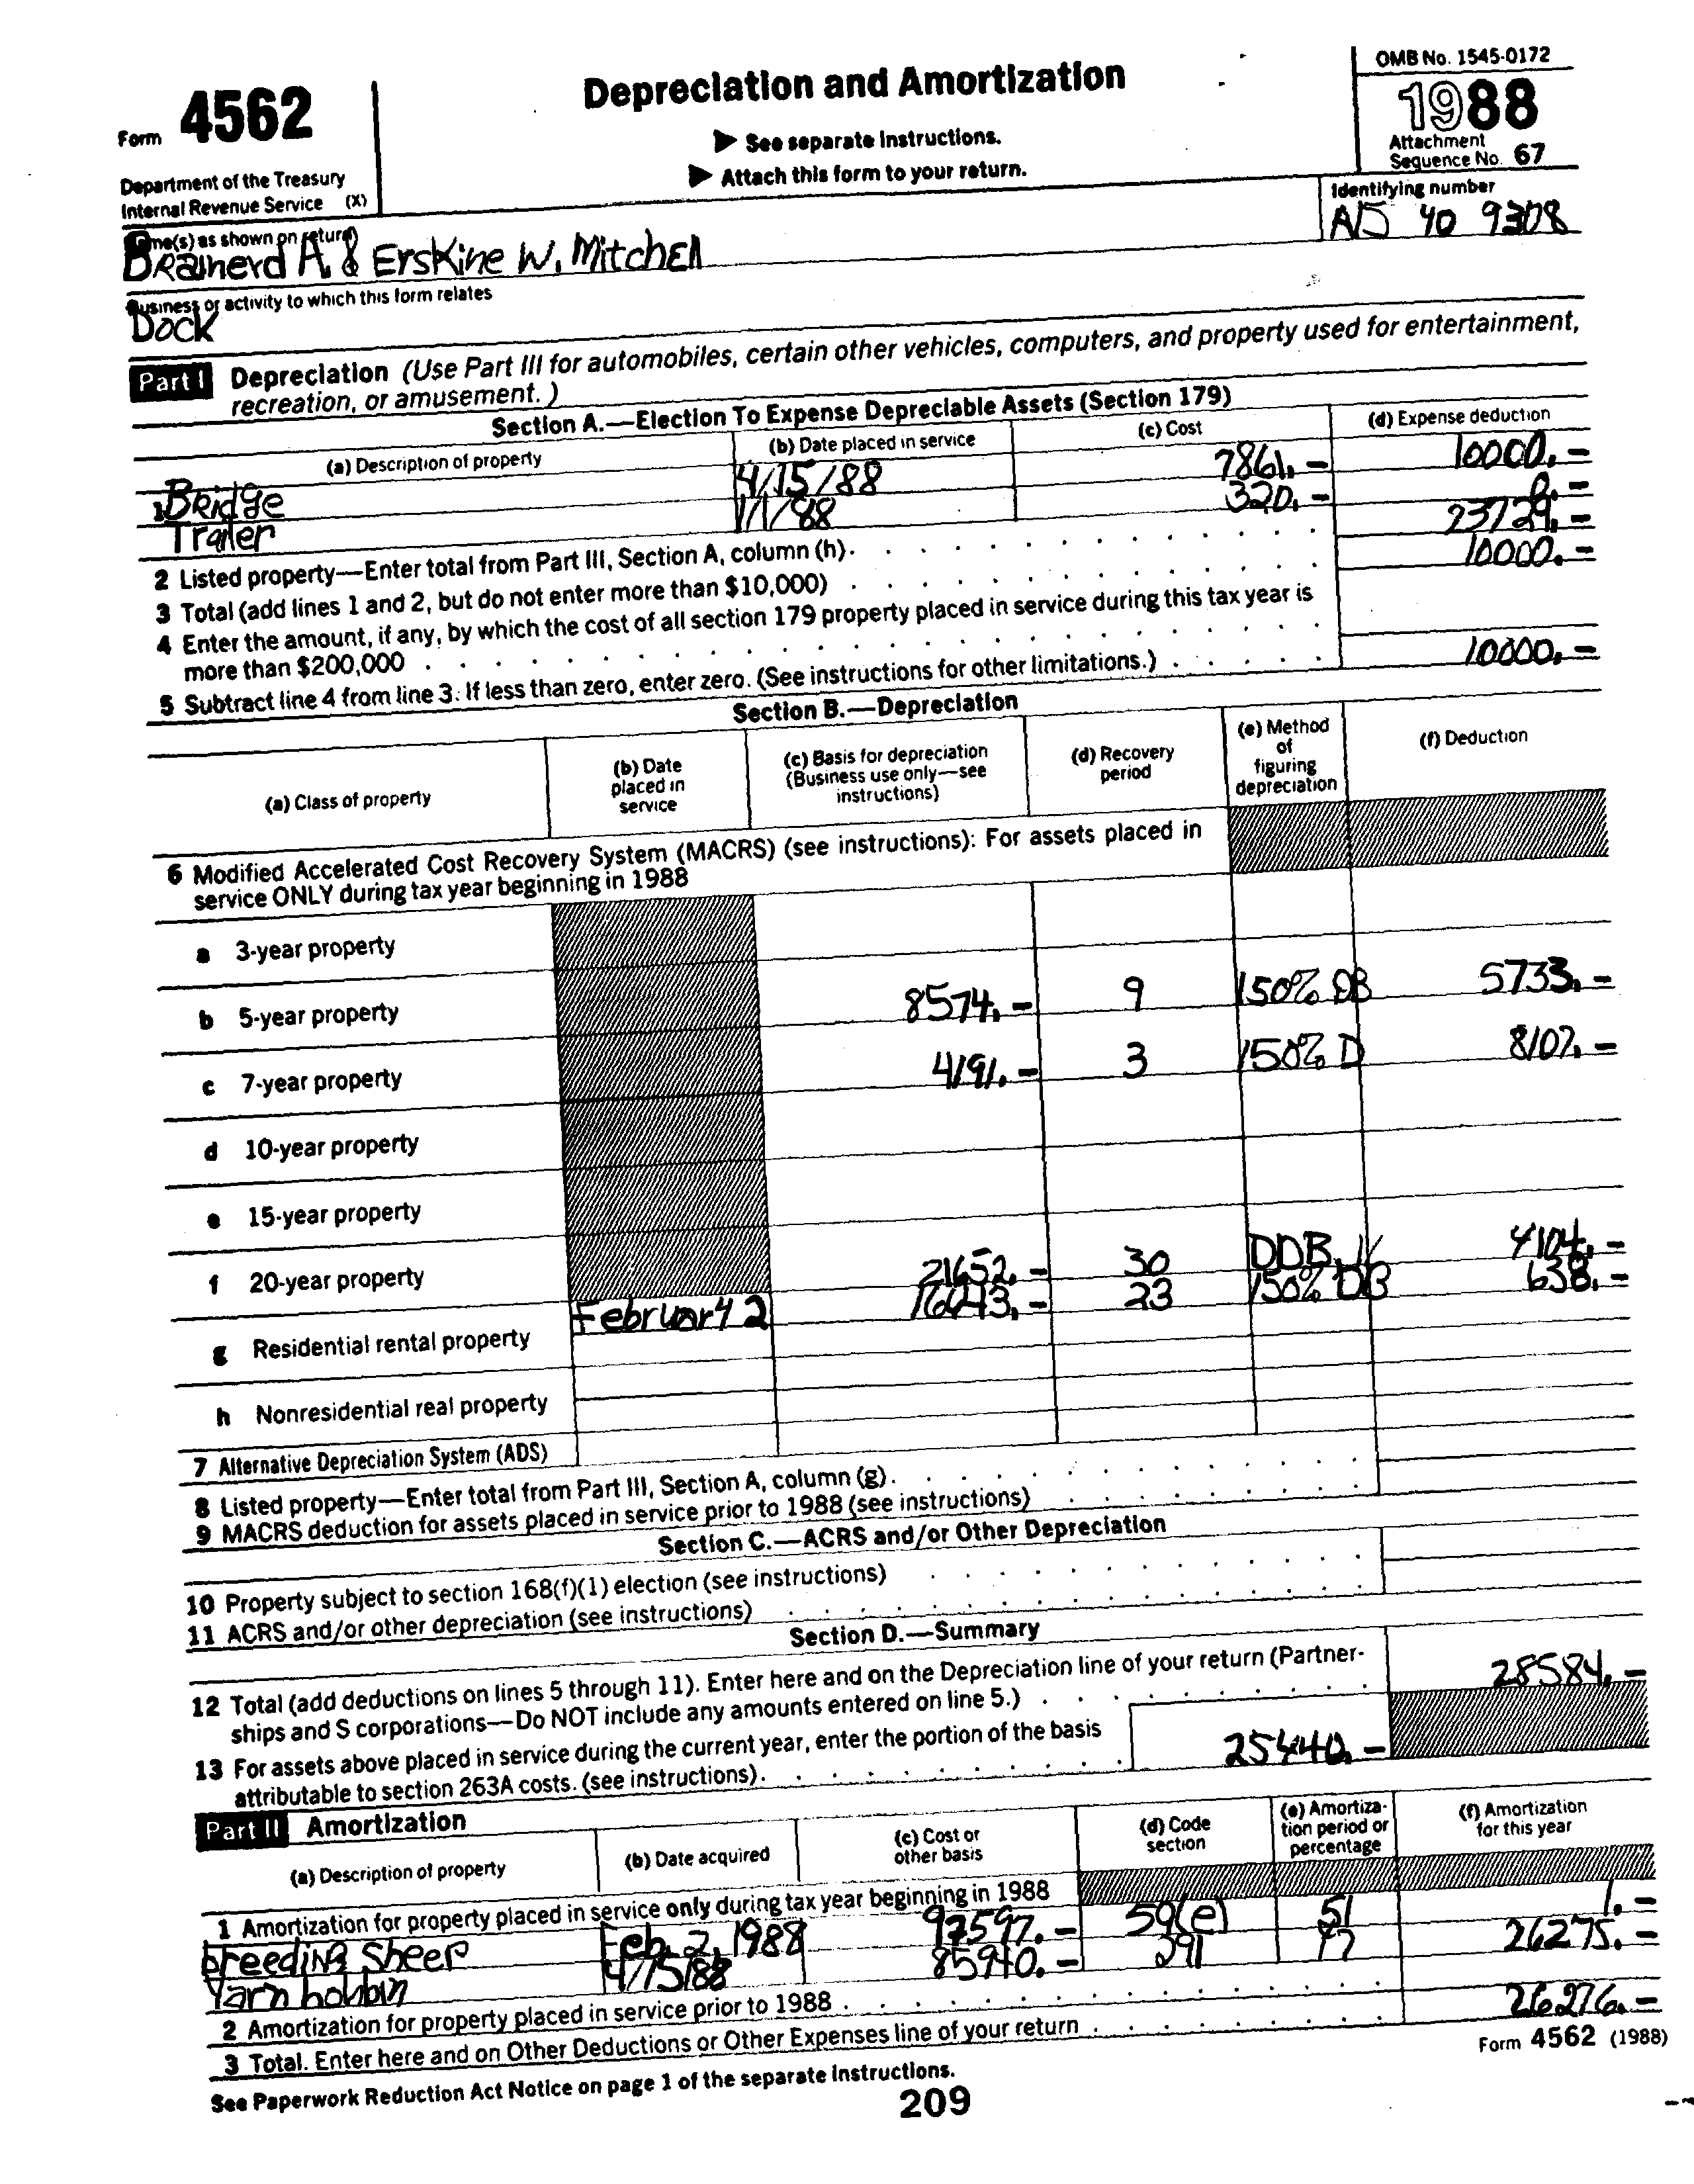 Form 4562
Department of the Treasury
Internal Revenue Service (X)
Depreciation and Amortization
▶ See separate instructions.
▶ Attach this form to your return.
OMB No. 1545-0172
1988
Attachment
Sequence No. 67
Name(s) as shown on return
Brainerd A. & Erskine W. Mitchell
Identifying number
40 9308
Business or activity to which this form relates
Dock
Part I Depreciation (Use Part III for automobiles, certain other vehicles, computers, and property used for entertainment,
recreation, or amusement.)
Section A.—Election To Expense Depreciable Assets (Section 179)
(a) Description of property (b) Date placed in service (c) Cost (d) Expense deduction
1 Bridge 4/15/88 7861.- 10000.-
Trailer 1/1/88 320.- 0.-
2 Listed property—Enter total from Part III, Section A, column (h). 23729.-
3 Total (add lines 1 and 2, but do not enter more than $10,000) 10000.-
4 Enter the amount, if any, by which the cost of all section 179 property placed in service during this tax year is
more than $200,000
5 Subtract line 4 from line 3. If less than zero, enter zero. (See instructions for other limitations.) 10000.-
Section B.—Depreciation
(a) Class of property (b) Date placed in service (c) Basis for depreciation (Business use only—see instructions) (d) Recovery period (e) Method of figuring depreciation (f) Deduction
6 Modified Accelerated Cost Recovery System (MACRS) (see instructions): For assets placed in
service ONLY during tax year beginning in 1988
a 3-year property
b 5-year property 8574.- 9 150% DB 5733.-
c 7-year property 4191.- 3 150% D 8107.-
d 10-year property
e 15-year property
f 20-year property 21652.- 30 DDB, 4104.-
February 2 16643.- 23 150% DB 638.-
g Residential rental property
h Nonresidential real property
7 Alternative Depreciation System (ADS)
8 Listed property—Enter total from Part III, Section A, column (g).
9 MACRS deduction for assets placed in service prior to 1988 (see instructions)
Section C.—ACRS and/or Other Depreciation
10 Property subject to section 168(f)(1) election (see instructions)
11 ACRS and/or other depreciation (see instructions)
Section D.—Summary
12 Total (add deductions on lines 5 through 11). Enter here and on the Depreciation line of your return (Partner-
ships and S corporations—Do NOT include any amounts entered on line 5.) 28584.-
13 For assets above placed in service during the current year, enter the portion of the basis
attributable to section 263A costs. (see instructions). 25440.-
Part II Amortization
(a) Description of property (b) Date acquired (c) Cost or other basis (d) Code section (e) Amortization period or percentage (f) Amortization for this year
1 Amortization for property placed in service only during tax year beginning in 1988
breeding sheep Feb. 2, 1988 97597.- 59(e) 51 1.-
Yarn bobbin 4/15/88 85940.- 291 77 26275.-
2 Amortization for property placed in service prior to 1988
3 Total. Enter here and on Other Deductions or Other Expenses line of your return 26276.-
See Paperwork Reduction Act Notice on page 1 of the separate instructions.
Form 4562 (1988)
209